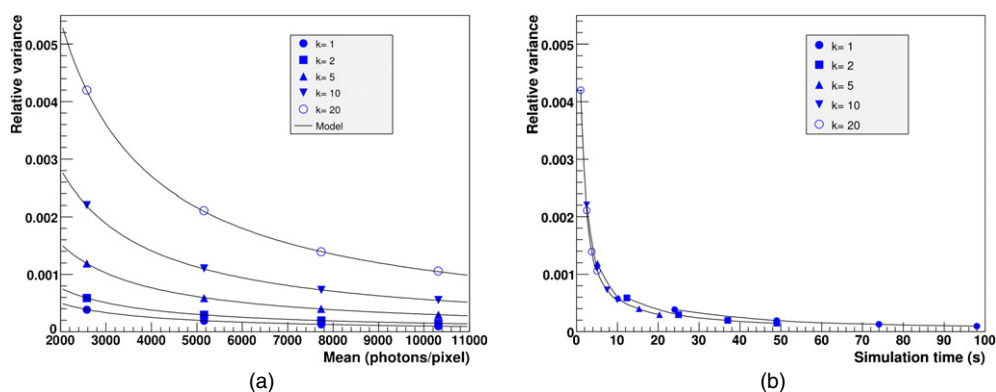 Relative variance
0.005
0.004
0.003
0.002
0.001
0
2000 3000 4000 5000 6000 7000 8000 9000 10000 11000
Mean (photons/pixel)
k= 1
k= 2
k= 5
k= 10
k= 20
Model
(a)
Relative variance
0.005
0.004
0.003
0.002
0.001
0
0 10 20 30 40 50 60 70 80 90 100
Simulation time (s)
k= 1
k= 2
k= 5
k= 10
k= 20
(b)